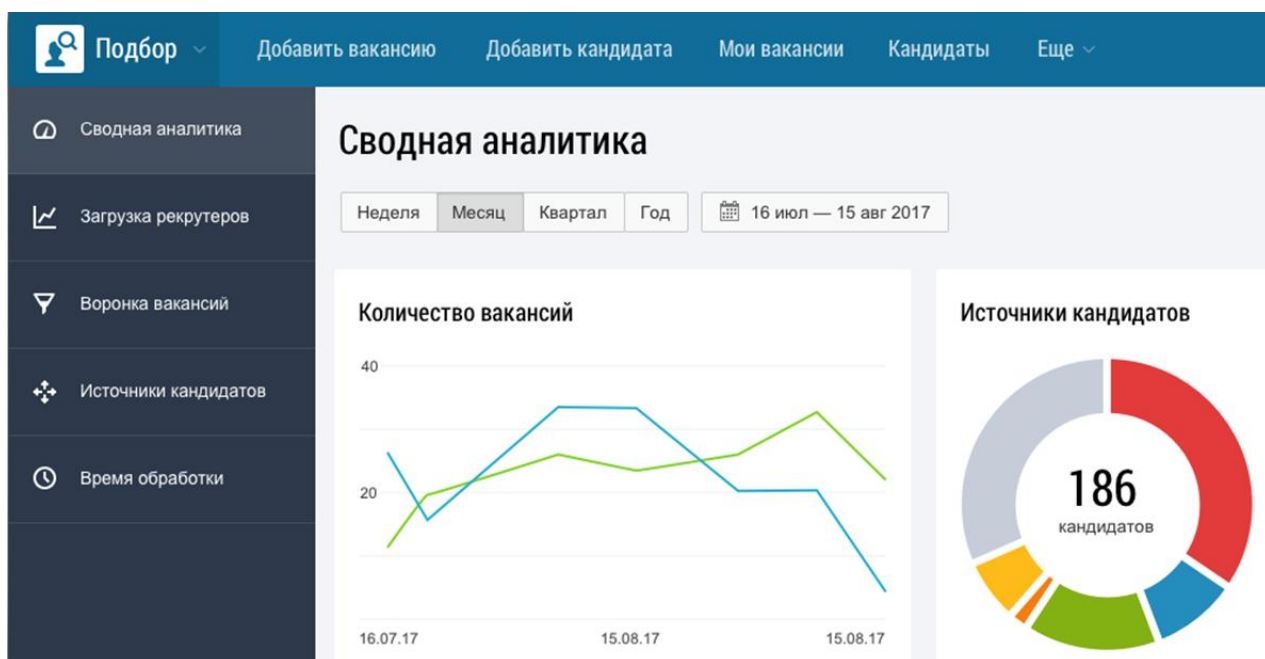 Подбор
Добавить вакансию
Добавить кандидата
Мои вакансии
Кандидаты
Еще
Сводная аналитика
Загрузка рекрутеров
Воронка вакансий
Источники кандидатов
Время обработки
Сводная аналитика
Неделя
Месяц
Квартал
Год
16 июл — 15 авг 2017
Количество вакансий
40
20
16.07.17
15.08.17
15.08.17
Источники кандидатов
186
кандидатов